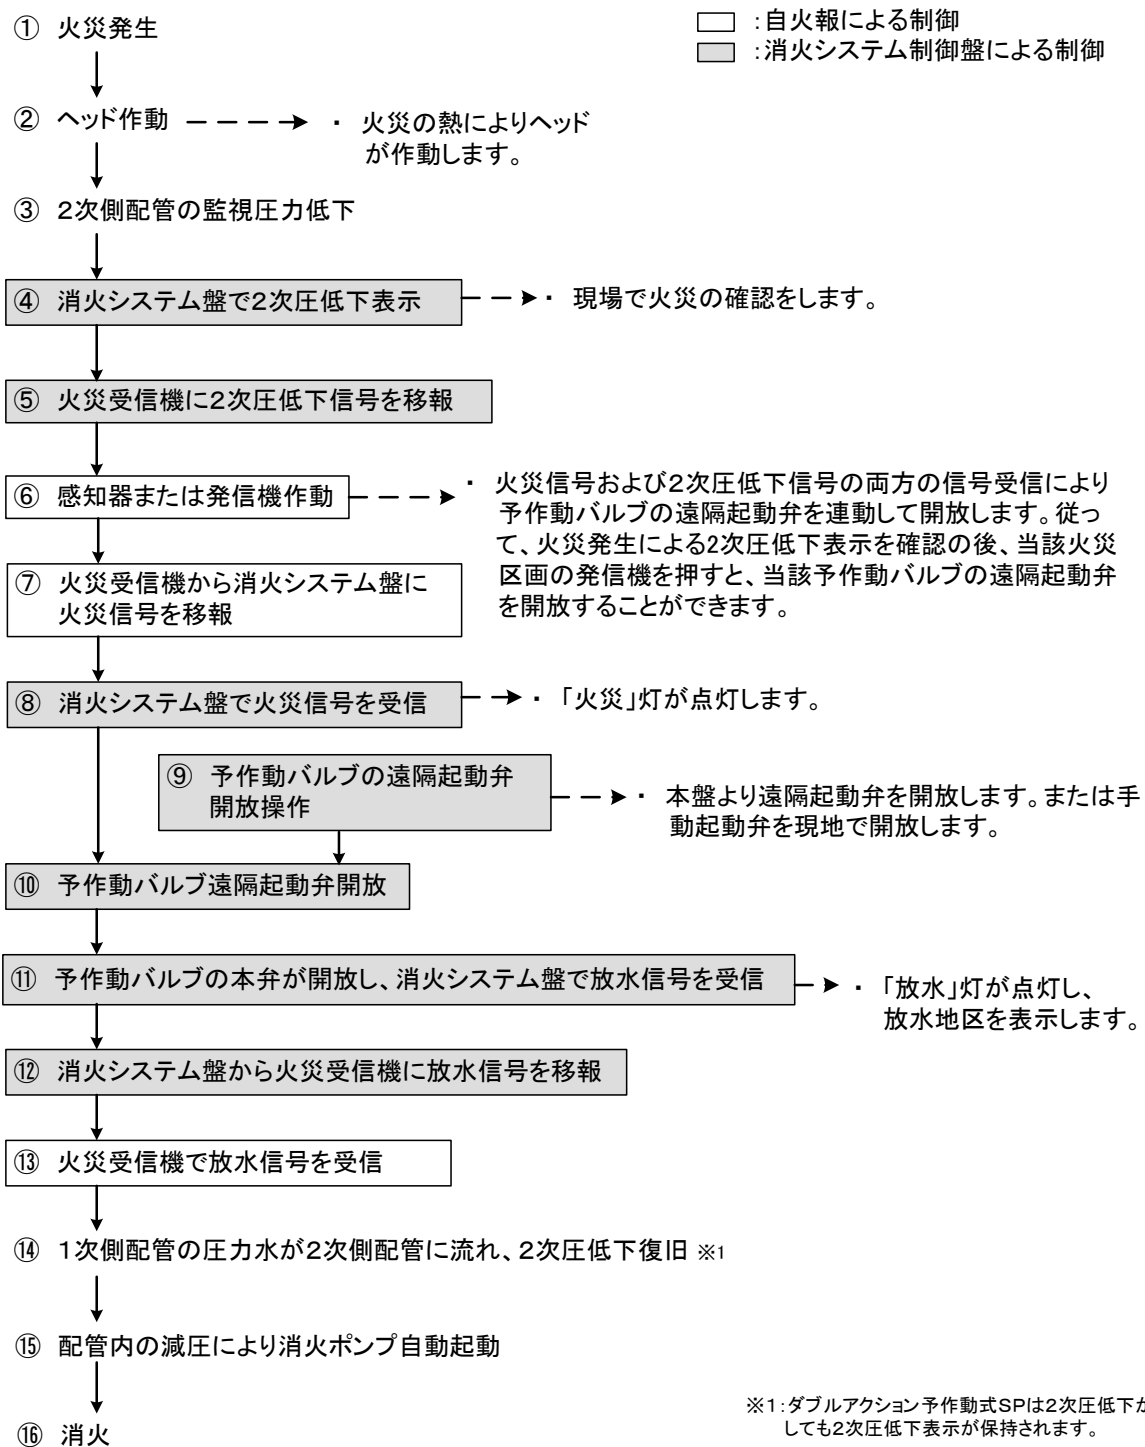 ① 火災発生
：自火報による制御
：消火システム制御盤による制御
② ヘッド作動
・ 火災の熱によりヘッド
が作動します。
③ 2次側配管の監視圧力低下
④ 消火システム盤で2次圧低下表示
・ 現場で火災の確認をします。
⑤ 火災受信機に2次圧低下信号を移報
⑥ 感知器または発信機作動
・ 火災信号および2次圧低下信号の両方の信号受信により
予作動バルブの遠隔起動弁を連動して開放します。従っ
て、火災発生による2次圧低下表示を確認の後、当該火災
区画の発信機を押すと、当該予作動バルブの遠隔起動弁
を開放することができます。
⑦ 火災受信機から消火システム盤に
火災信号を移報
⑧ 消火システム盤で火災信号を受信
・ 「火災」灯が点灯します。
⑨ 予作動バルブの遠隔起動弁
開放操作
・ 本盤より遠隔起動弁を開放します。または手
動起動弁を現地で開放します。
⑩ 予作動バルブ遠隔起動弁開放
⑪ 予作動バルブの本弁が開放し、消火システム盤で放水信号を受信
・ 「放水」灯が点灯し、
放水地区を表示します。
⑫ 消火システム盤から火災受信機に放水信号を移報
⑬ 火災受信機で放水信号を受信
⑭ 1次側配管の圧力水が2次側配管に流れ、2次圧低下復旧 ※1
⑮ 配管内の減圧により消火ポンプ自動起動
⑯ 消火
※1：ダブルアクション予作動式SPは2次圧低下が
しても2次圧低下表示が保持されます。